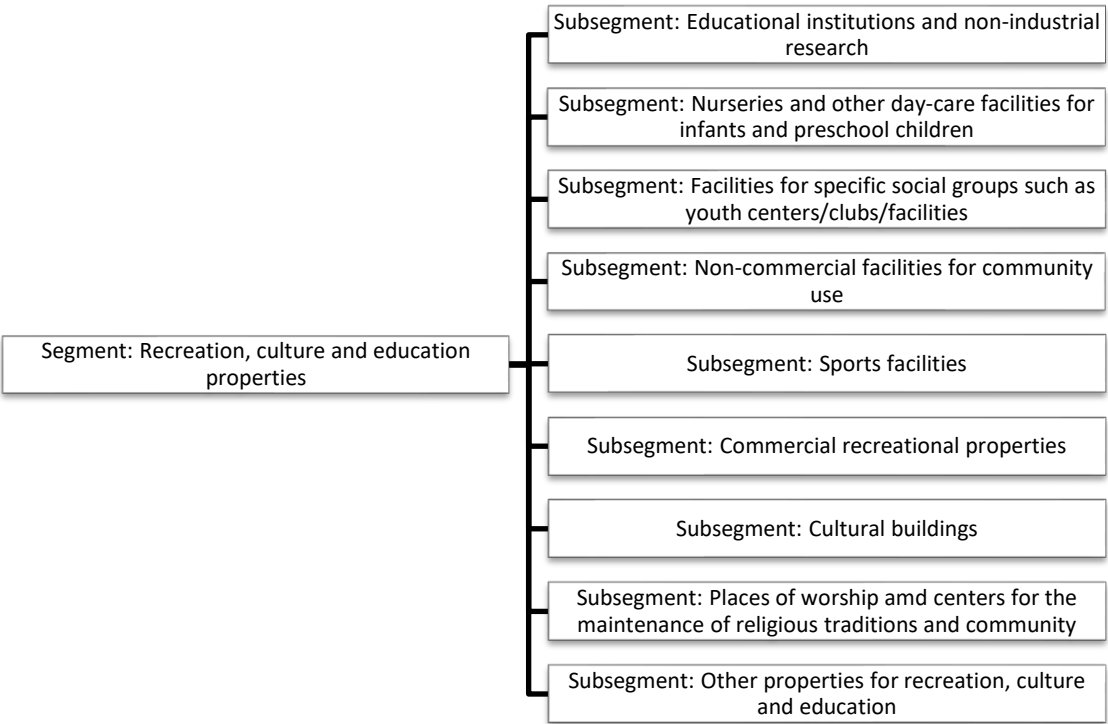 Subsegment: Educational institutions and non-industrial
research
Subsegment: Nurseries and other day-care facilities for
infants and preschool children
Subsegment: Facilities for specific social groups such as
youth centers/clubs/facilities
Subsegment: Non-commercial facilities for community
use
Segment: Recreation, culture and education
properties
Subsegment: Sports facilities
Subsegment: Commercial recreational properties
Subsegment: Cultural buildings
Subsegment: Places of worship amd centers for the
maintenance of religious traditions and community
Subsegment: Other properties for recreation, culture
and education